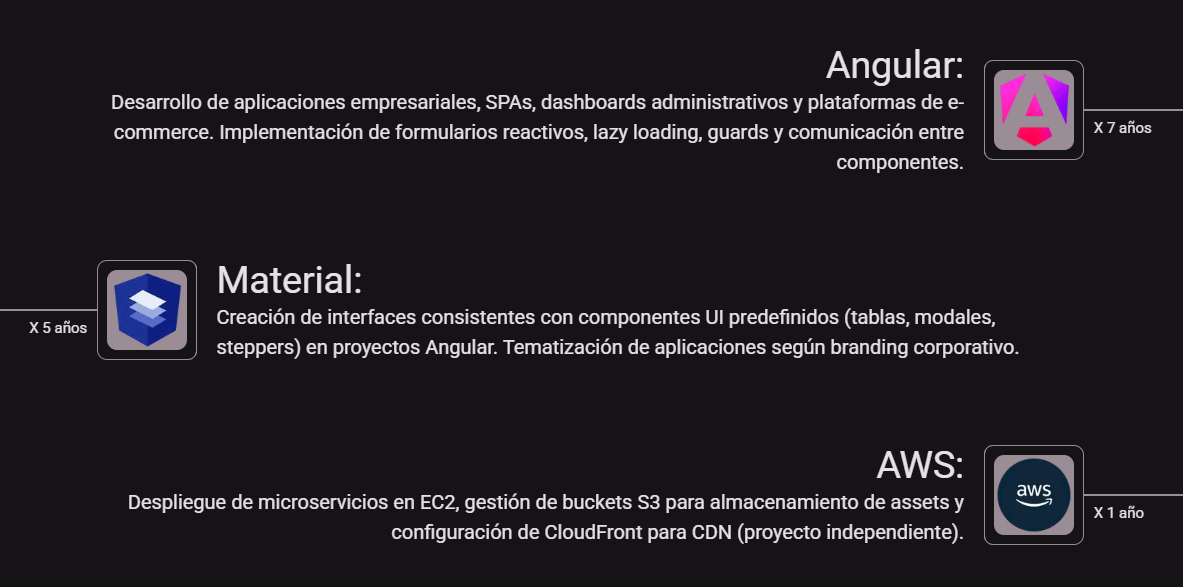 Angular:
Desarrollo de aplicaciones empresariales, SPAs, dashboards administrativos y plataformas de e-
commerce. Implementación de formularios reactivos, lazy loading, guards y comunicación entre
componentes.
X 7 años
Material:
X 5 años
Creación de interfaces consistentes con componentes UI predefinidos (tablas, modales,
steppers) en proyectos Angular. Tematización de aplicaciones según branding corporativo.
AWS:
Despliegue de microservicios en EC2, gestión de buckets S3 para almacenamiento de assets y
configuración de CloudFront para CDN (proyecto independiente).
aws
X 1 año